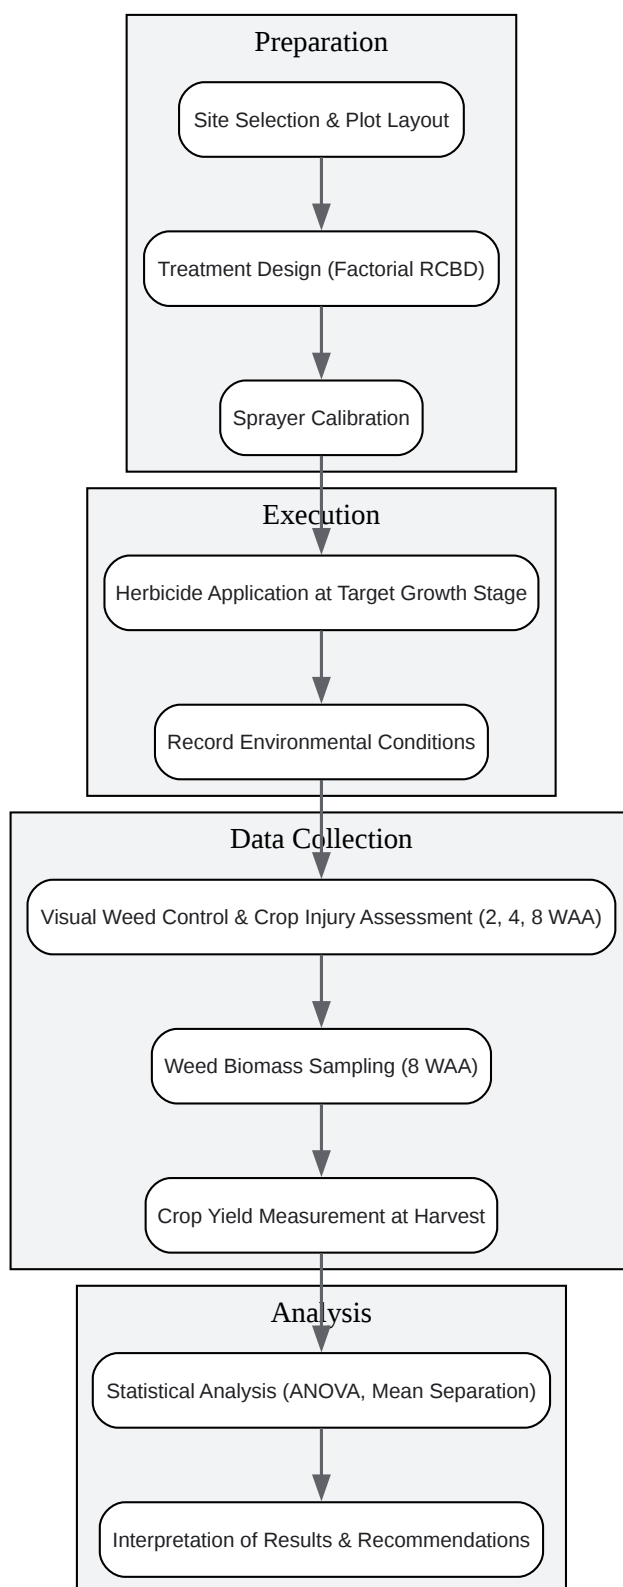 Preparation
Site Selection & Plot Layout
Treatment Design (Factorial RCBD)
Sprayer Calibration
Execution
Herbicide Application at Target Growth Stage
Record Environmental Conditions
Data Collection
Visual Weed Control & Crop Injury Assessment (2, 4, 8 WAA)
Weed Biomass Sampling (8 WAA)
Crop Yield Measurement at Harvest
Analysis
Statistical Analysis (ANOVA, Mean Separation)
Interpretation of Results & Recommendations